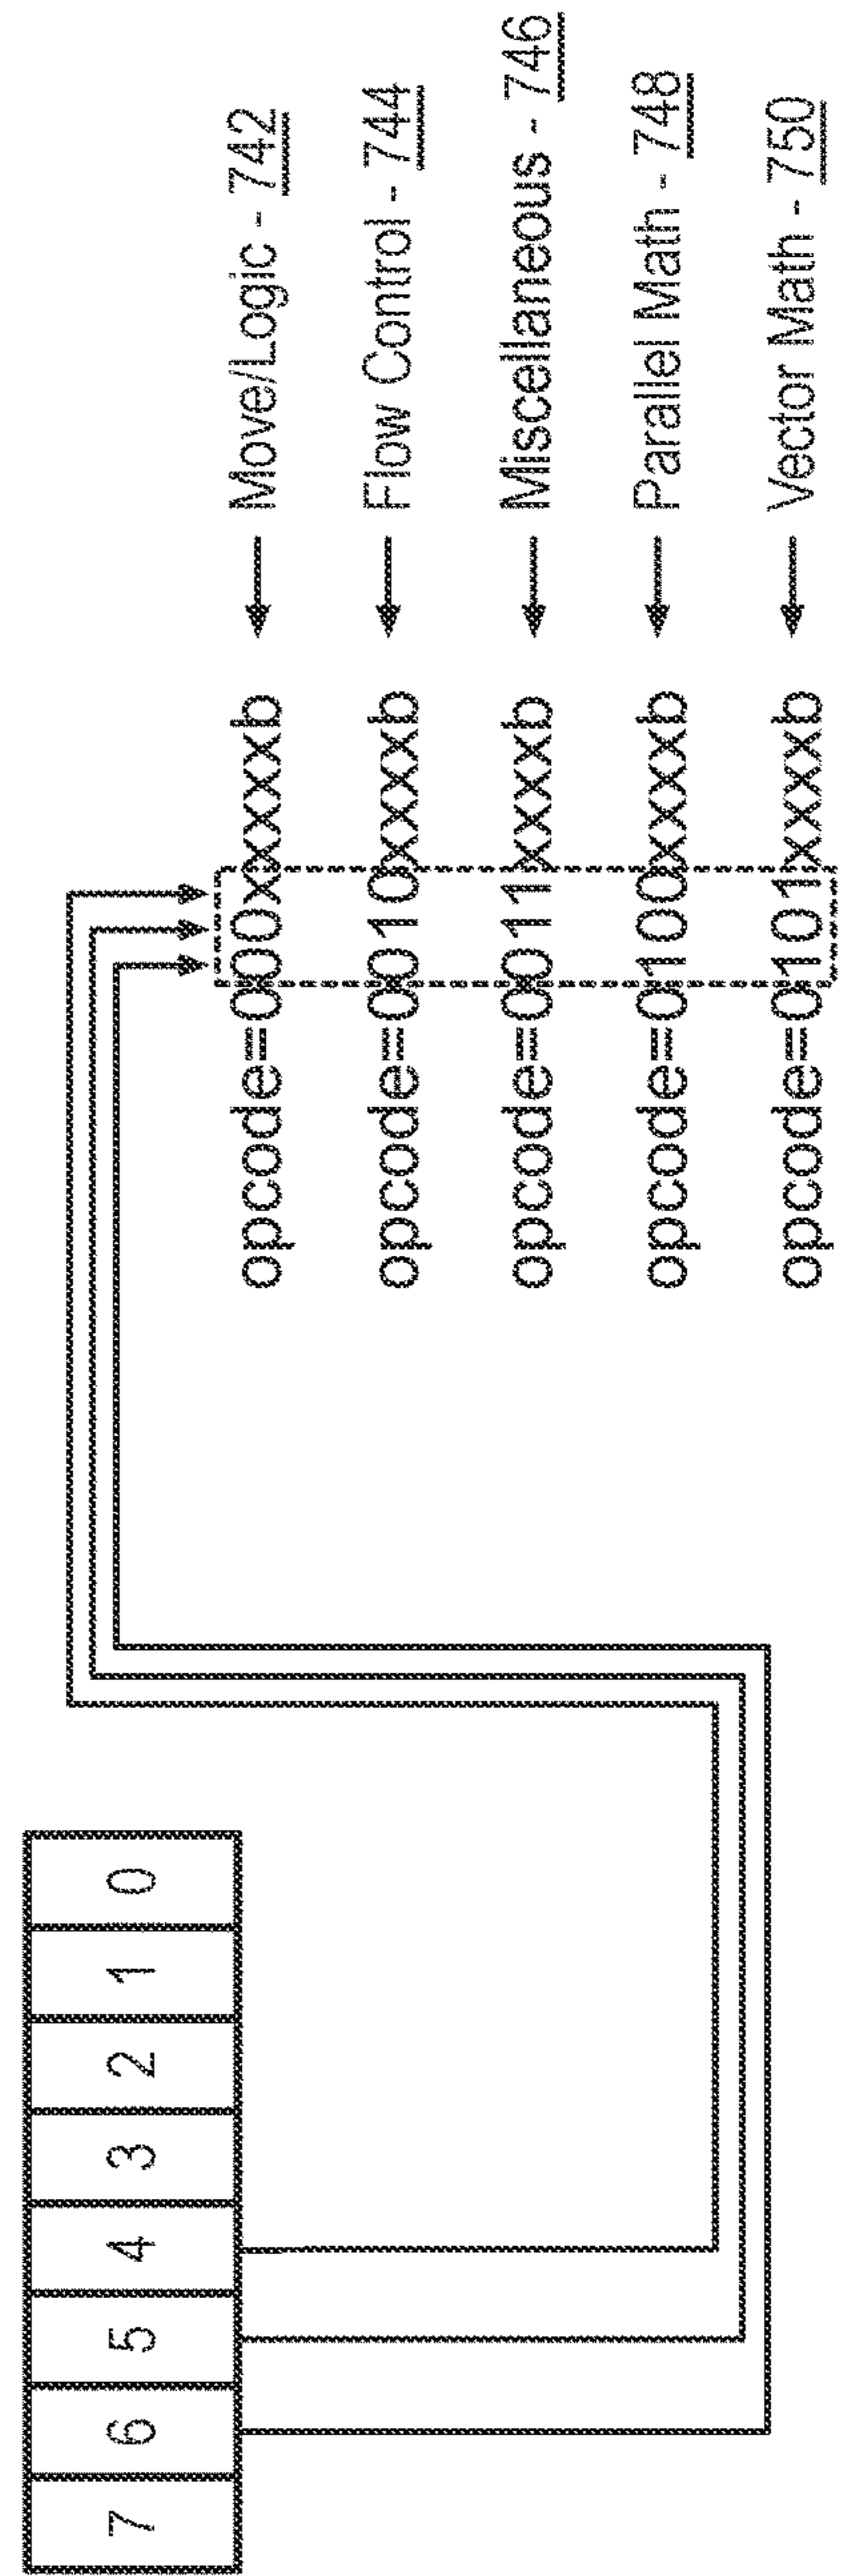 7 6 5 4 3 2 1 0
opcode=000xxxxxb ← Move/Logic - 742
opcode=0010xxxxb ← Flow Control - 744
opcode=0011xxxxb ← Miscellaneous - 746
opcode=0100xxxxb ← Parallel Math - 748
opcode=0101xxxxb ← Vector Math - 750